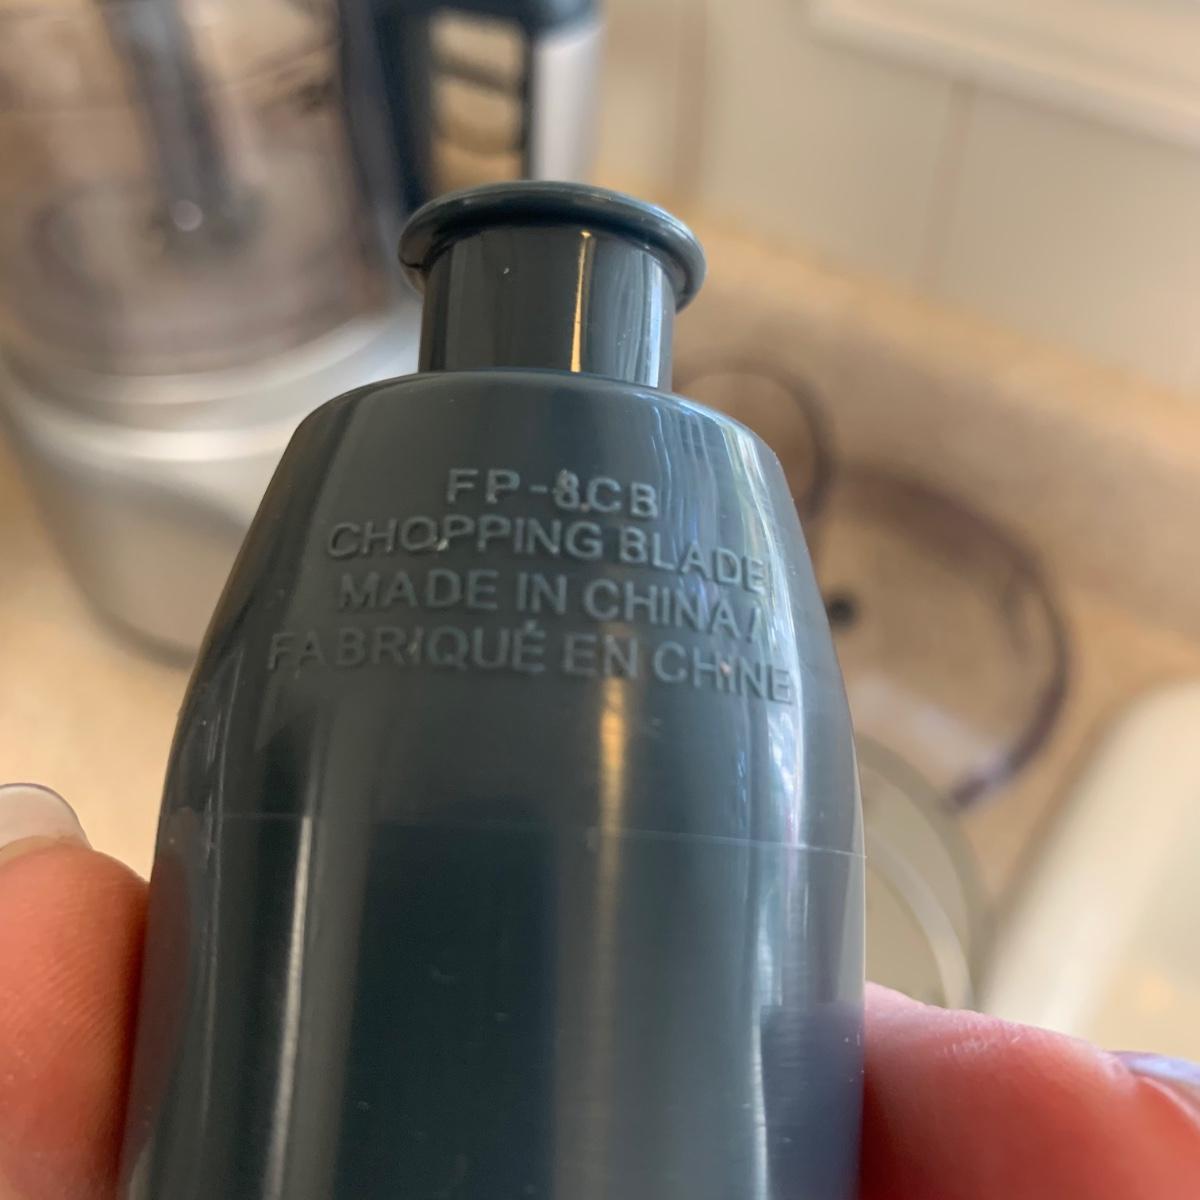 FP-8CB
CHOPPING BLADE
MADE IN CHINA/
FABRIQUÉ EN CHINE